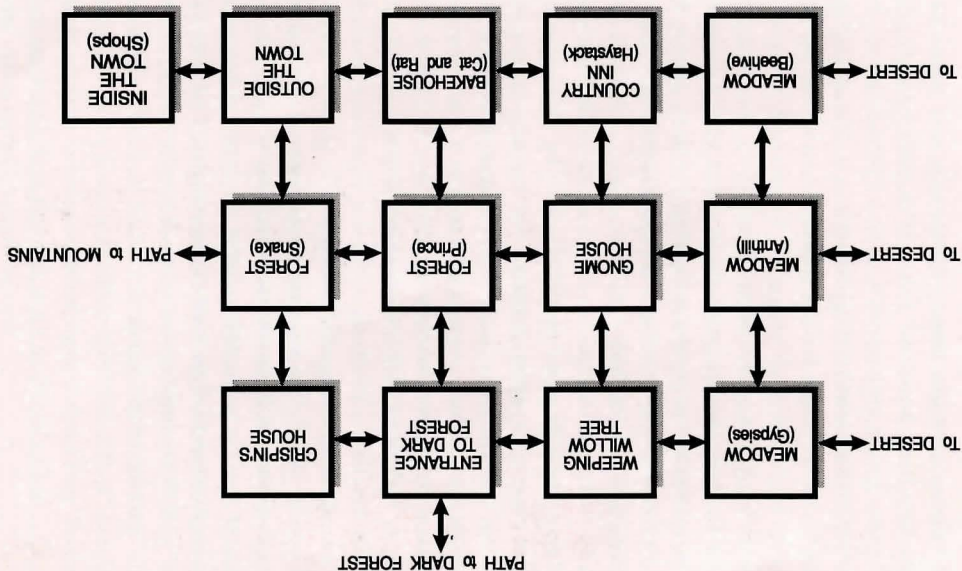 PATH to DARK FOREST
TO DESERT
MEADOW
(Gypsies)
WEEPING
WILLOW
TREE
ENTRANCE
TO DARK
FOREST
CRISPIN'S
HOUSE
TO DESERT
MEADOW
(Anthill)
GNOME
HOUSE
FOREST
(Prince)
FOREST
(Snake)
PATH to MOUNTAINS
TO DESERT
MEADOW
(Beehive)
COUNTRY
INN
(Haystack)
BAKEHOUSE
(Cat and Rat)
OUTSIDE
THE
TOWN
INSIDE
THE
TOWN
(Shops)